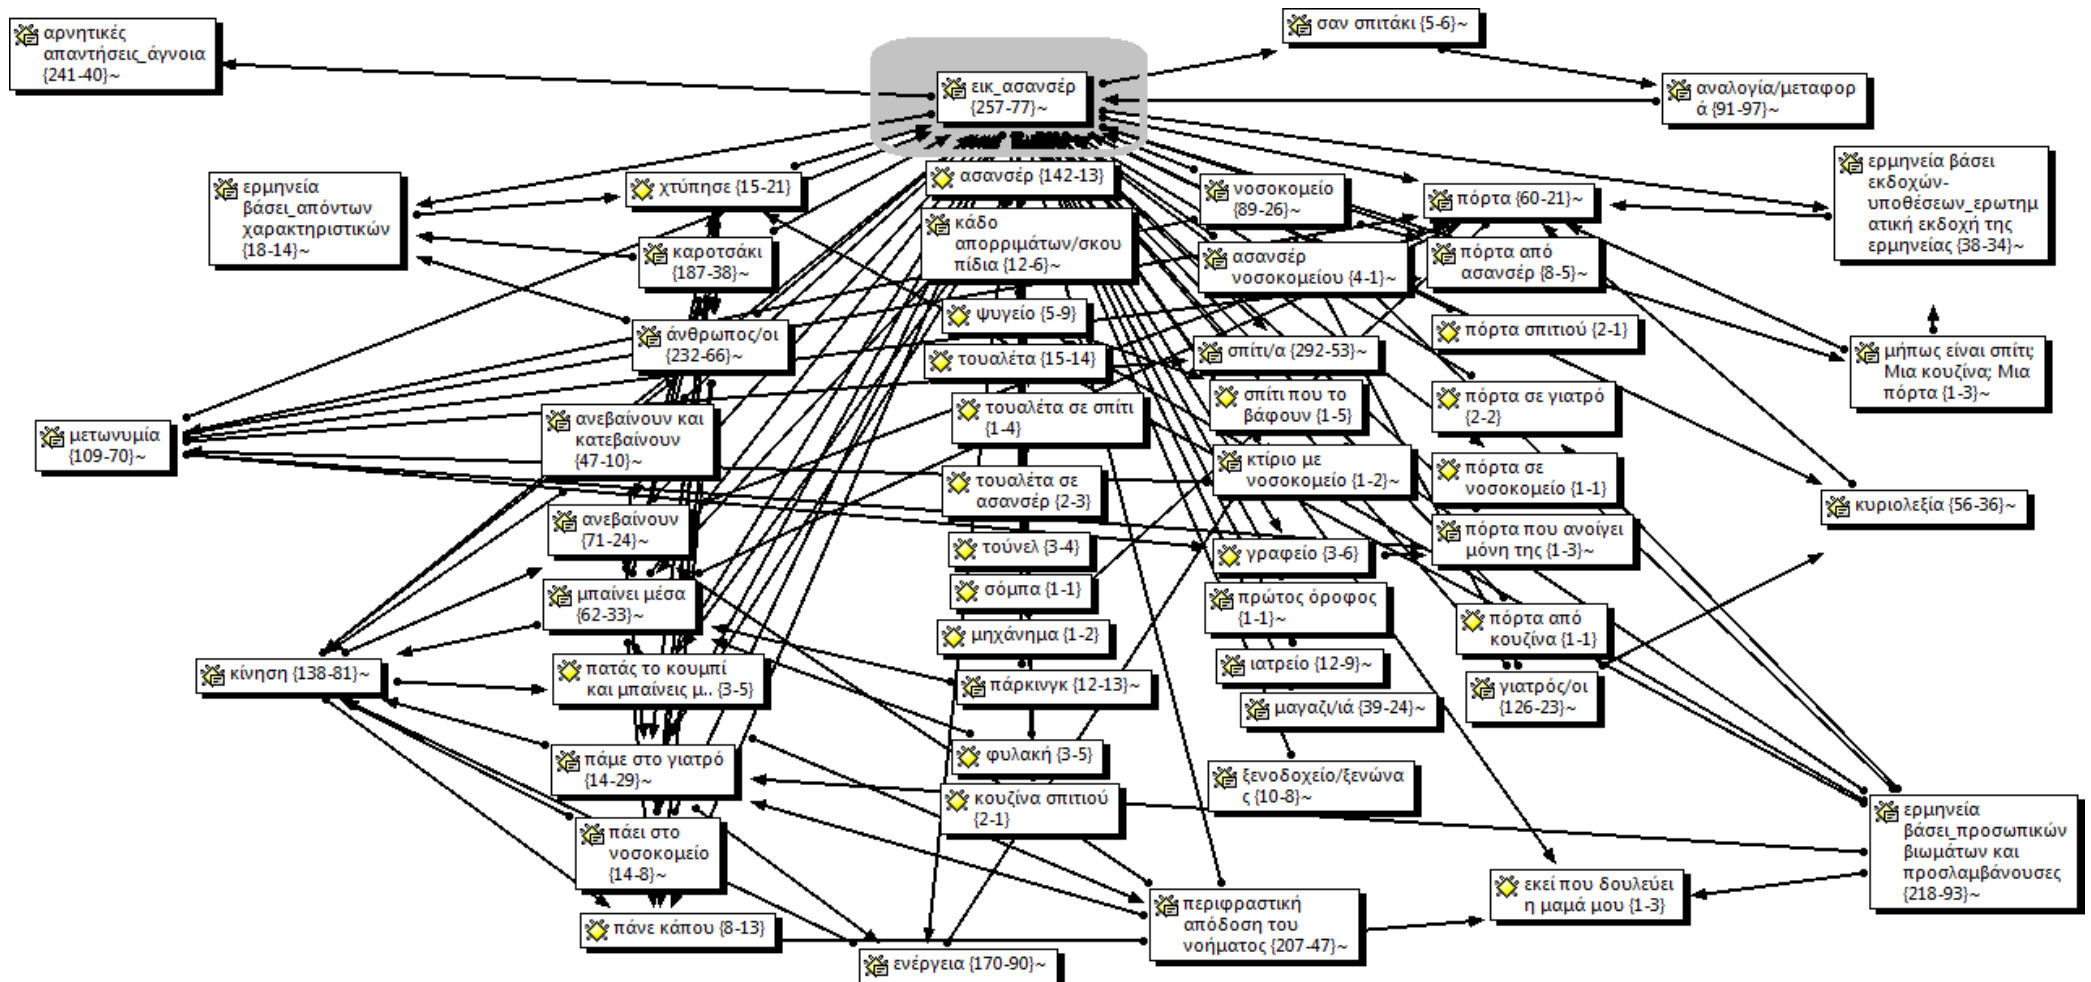 αρνητικές
απαντήσεις_άγνοια
{241-40}~
εικ_ασανσέρ
{257-77}~
σαν σπιτάκι {5-6}~
αναλογία/μεταφορ
ά {91-97}~
ερμηνεία
βάσει_απόντων
χαρακτηριστικών
{18-14}~
χτύπησε {15-21}
ασανσέρ {142-13}
νοσοκομείο
{89-26}~
πόρτα {60-21}~
ερμηνεία βάσει
εκδοχών-
υποθέσεων_ερωτημ
ατική εκδοχή της
ερμηνείας {38-34}~
καροτσάκι
{187-38}~
κάδο
απορριμάτων/σκου
πίδια {12-6}~
ασανσέρ
νοσοκομείου {4-1}~
πόρτα από
ασανσέρ {8-5}~
άνθρωπος/οι
{232-66}~
ψυγείο {5-9}
τουαλέτα {15-14}
σπίτι/α {292-53}~
πόρτα σπιτιού {2-1}
μήπως είναι σπίτι;
Μια κουζίνα; Μια
πόρτα {1-3}~
μετωνυμία
{109-70}~
ανεβαίνουν και
κατεβαίνουν
{47-10}~
τουαλέτα σε σπίτι
{1-4}
σπίτι που το
βάφουν {1-5}
πόρτα σε γιατρό
{2-2}
κτίριο με
νοσοκομείο {1-2}~
πόρτα σε
νοσοκομείο {1-1}
τουαλέτα σε
ασανσέρ {2-3}
κυριολεξία {56-36}~
ανεβαίνουν
{71-24}~
τούνελ {3-4}
γραφείο {3-6}
πόρτα που ανοίγει
μόνη της {1-3}~
μπαίνει μέσα
{62-33}~
σόμπα {1-1}
πρώτος όροφος
{1-1}~
πόρτα από
κουζίνα {1-1}
μηχάνημα {1-2}
κίνηση {138-81}~
πατάς το κουμπί
και μπαίνεις μ.. {3-5}
πάρκινγκ {12-13}~
ιατρείο {12-9}~
γιατρός/οι
{126-23}~
μαγαζι/ιά {39-24}~
πάμε στο γιατρό
{14-29}~
φυλακή {3-5}
ξενοδοχείο/ξενώνα
ς {10-8}~
κουζίνα σπιτιού
{2-1}
ερμηνεία
βάσει_προσωπικών
βιωμάτων και
προσλαμβάνουσες
{218-93}~
πάει στο
νοσοκομείο
{14-8}~
εκεί που δουλεύει
η μαμά μου {1-3}
περιφραστική
απόδοση του
νοήματος {207-47}~
πάνε κάπου {8-13}
ενέργεια {170-90}~